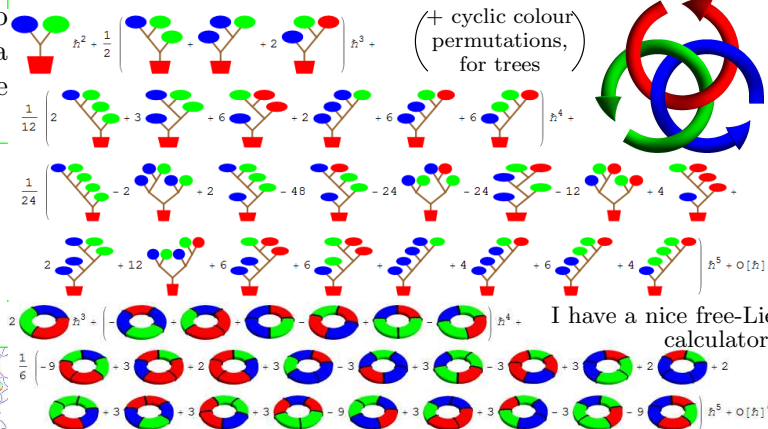 ℏ² + 1/2 ( + + 2 ) ℏ³ +
(+ cyclic colour
permutations,
for trees)
1/12 ( 2 + 3 + 6 + 2 + 6 + 6 ) ℏ⁴ +
1/24 ( - 2 + 2 - 48 - 24 - 24 - 12 + 4 +
2 + 12 + 6 + 6 + 4 + 6 + 4 ) ℏ⁵ + O[ℏ]
2 ℏ³ + ( - + + - + - ) ℏ⁴ +
I have a nice free-Lie
calculator
1/6 ( -9 + 3 + 2 + 3 - 3 + 3 - 3 + 3 + 2 + 2
+ 3 + 3 + 3 - 9 + 3 + 3 - 3 - 9 ) ℏ⁵ + O[ℏ]